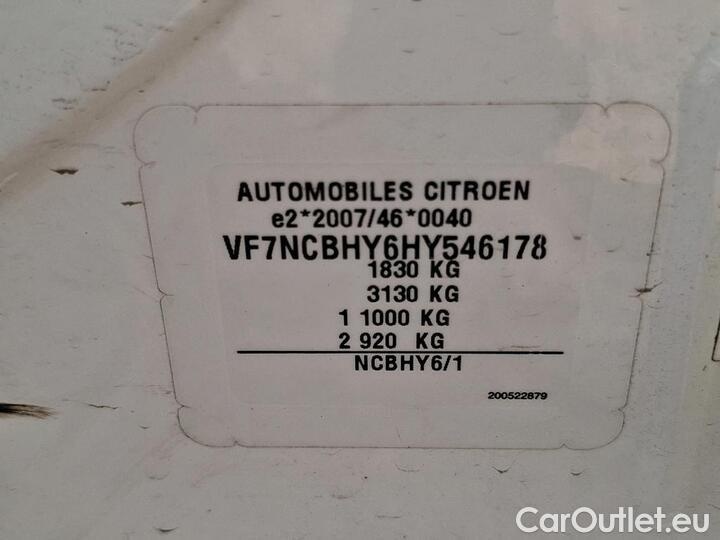 AUTOMOBILES CITROEN
e2*2007/46*0040
VF7NCBHY6HY546178
1830 KG
3130 KG
1 1000 KG
2 920 KG
NCBHY6/1
200522879
CarOutlet.eu